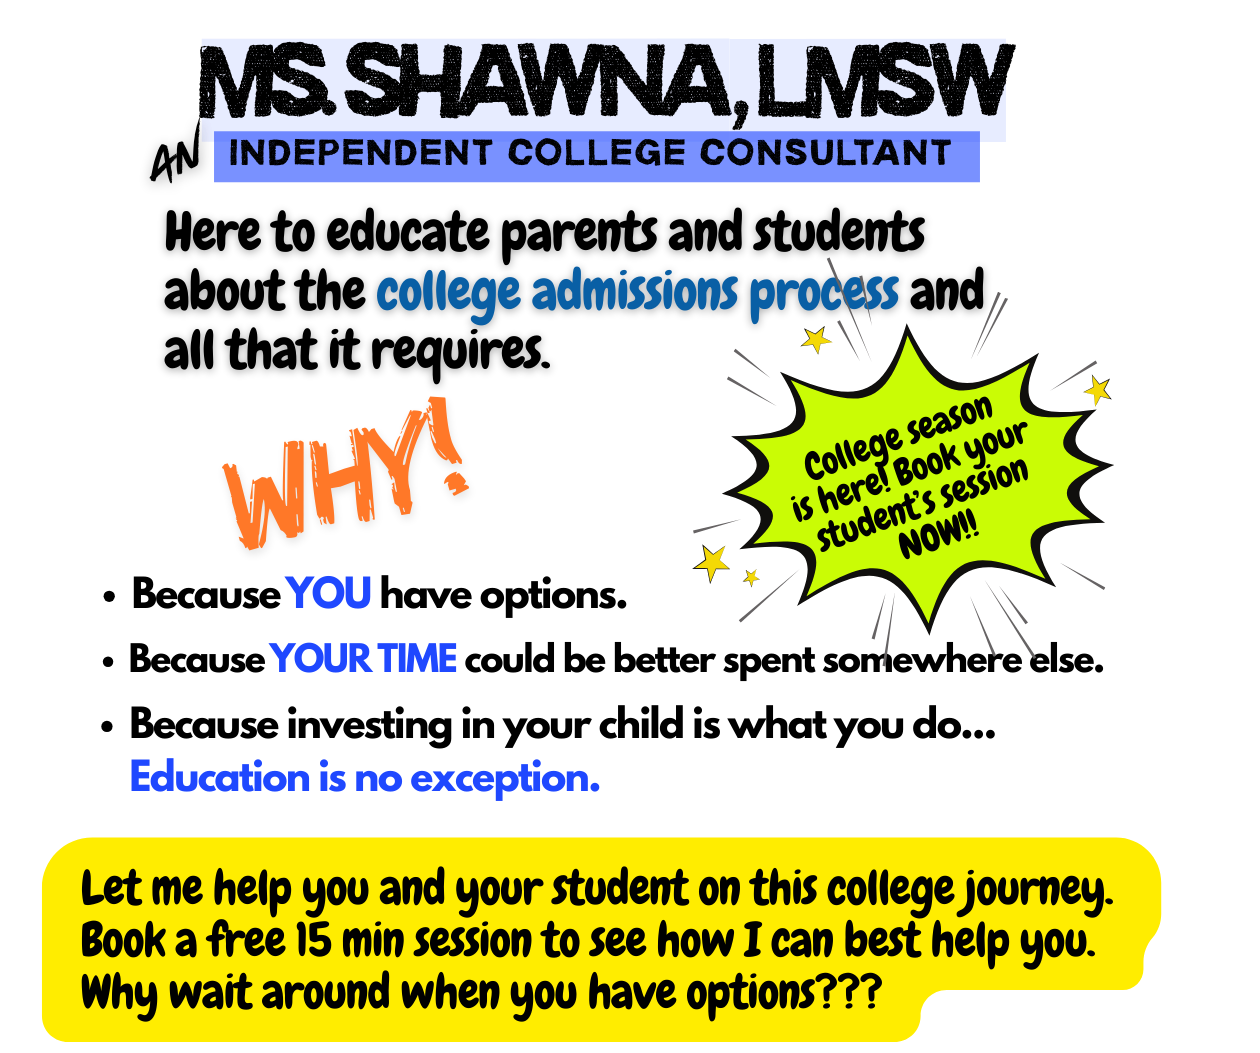 MS. SHAWNA, LMSW
AN INDEPENDENT COLLEGE CONSULTANT
Here to educate parents and students
about the college admissions process and
all that it requires.
WHY!
College season
is here! Book your
student's session
NOW!!
• Because YOU have options.
• Because YOUR TIME could be better spent somewhere else.
• Because investing in your child is what you do...
Education is no exception.
Let me help you and your student on this college journey.
Book a free 15 min session to see how I can best help you.
Why wait around when you have options???